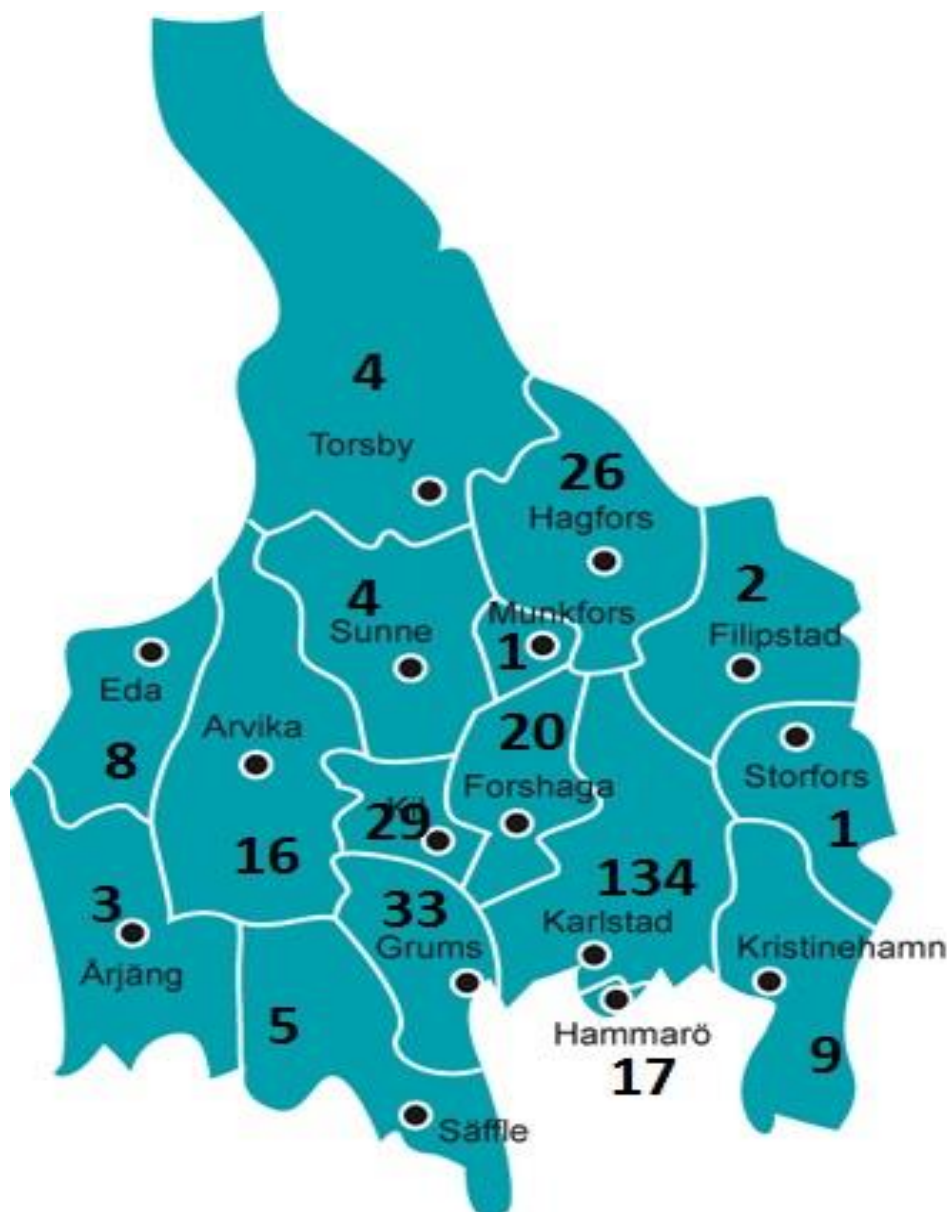 4
Torsby
26
Hagfors
2
Filipstad
4
Sunne
Munkfors
1
Eda
8
Arvika
16
20
Forshaga
Storfors
1
Kil
29
134
Karlstad
3
Årjäng
33
Grums
Kristinehamn
9
5
Säffle
Hammarö
17